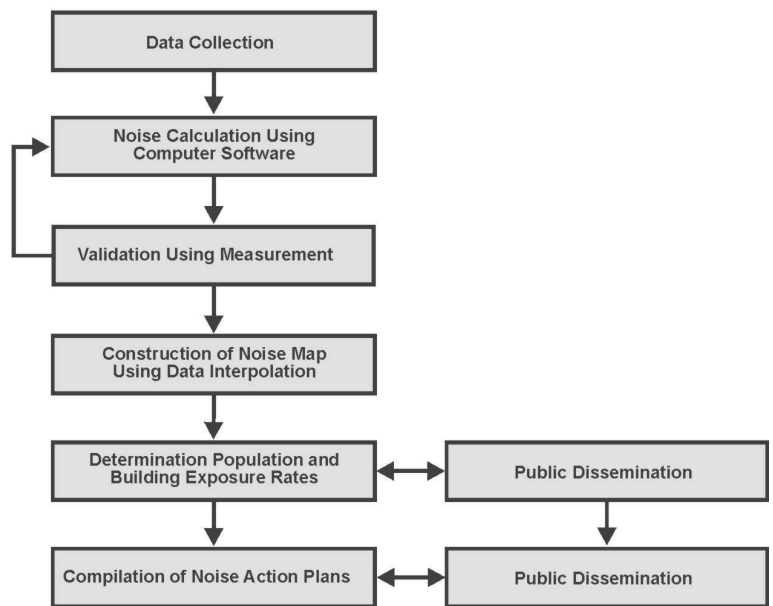 Data Collection
Noise Calculation Using
Computer Software
Validation Using Measurement
Construction of Noise Map
Using Data Interpolation
Determination Population and
Building Exposure Rates
Public Dissemination
Compilation of Noise Action Plans
Public Dissemination